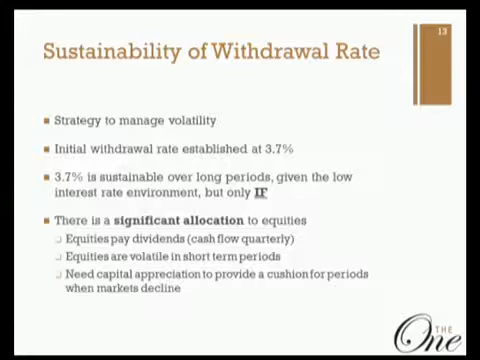 13
Sustainability of Withdrawal Rate
Strategy to manage volatility
Initial withdrawal rate established at 3.7%
3.7% is sustainable over long periods, given the low
interest rate environment, but only IF
There is a significant allocation to equities
Equities pay dividends (cash flow quarterly)
Equities are volatile in short term periods
Need capital appreciation to provide a cushion for periods
when markets decline
THE
One